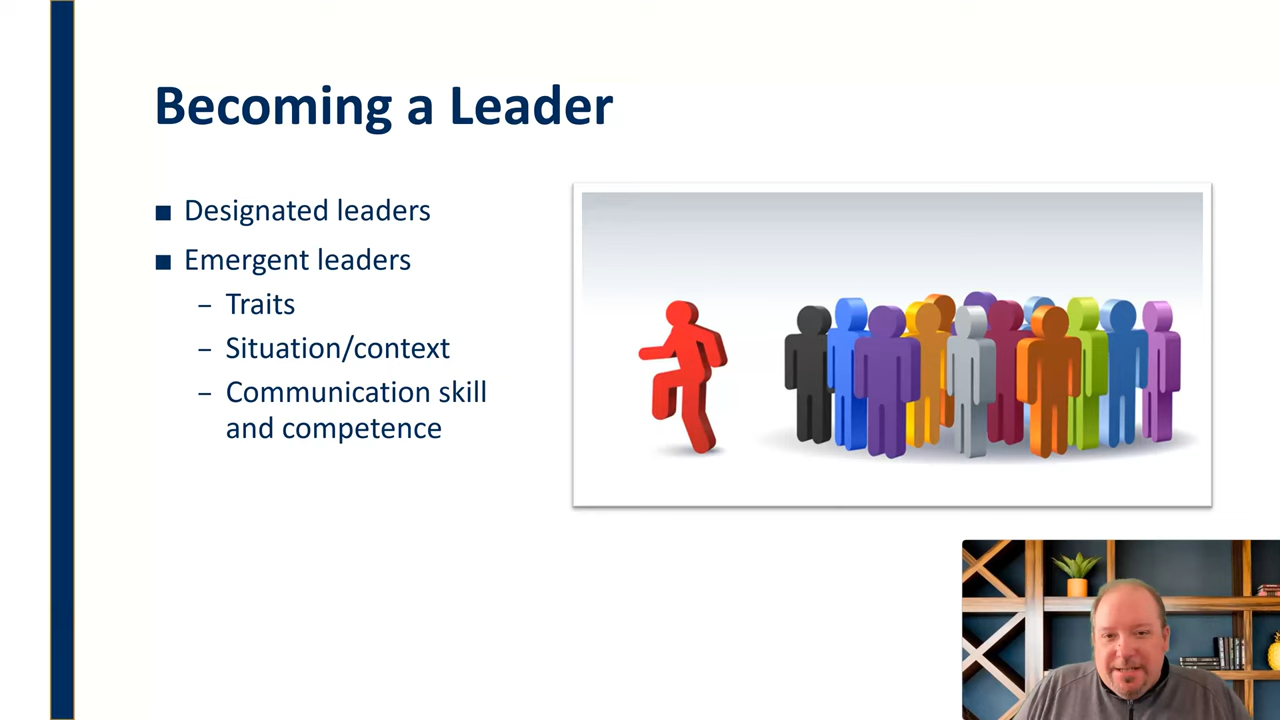 Becoming a Leader
■ Designated leaders
■ Emergent leaders
– Traits
– Situation/context
– Communication skill
and competence